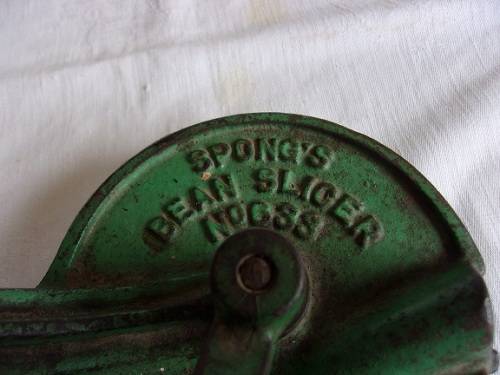 SPONG'S
BEAN SLICER
NO 633